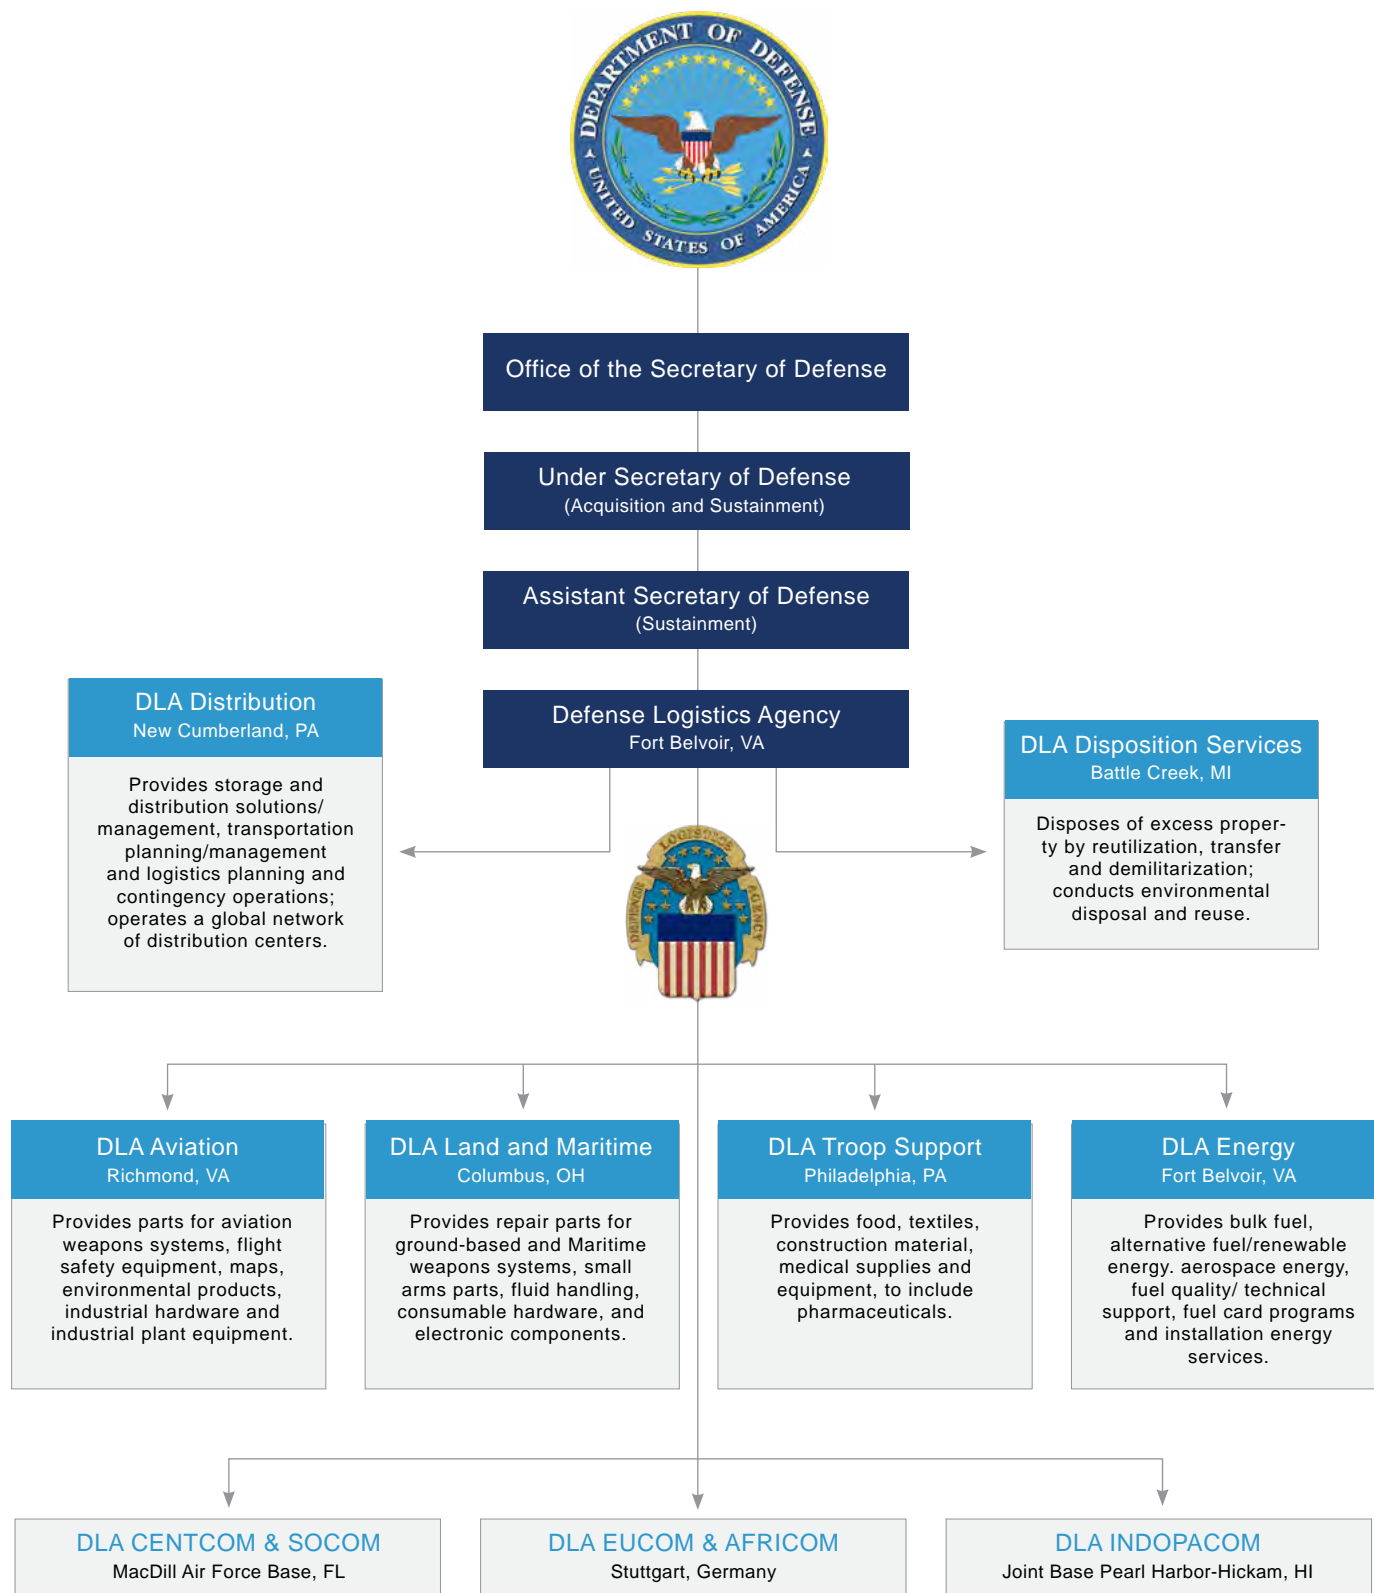 DEPARTMENT OF DEFENSE
UNITED STATES OF AMERICA
Office of the Secretary of Defense
Under Secretary of Defense
(Acquisition and Sustainment)
Assistant Secretary of Defense
(Sustainment)
Defense Logistics Agency
Fort Belvoir, VA
DLA Distribution
New Cumberland, PA
Provides storage and
distribution solutions/
management, transportation
planning/management
and logistics planning and
contingency operations;
operates a global network
of distribution centers.
DEFENSE LOGISTICS AGENCY
DLA Disposition Services
Battle Creek, MI
Disposes of excess proper-
ty by reutilization, transfer
and demilitarization;
conducts environmental
disposal and reuse.
DLA Aviation
Richmond, VA
Provides parts for aviation
weapons systems, flight
safety equipment, maps,
environmental products,
industrial hardware and
industrial plant equipment.
DLA Land and Maritime
Columbus, OH
Provides repair parts for
ground-based and Maritime
weapons systems, small
arms parts, fluid handling,
consumable hardware, and
electronic components.
DLA Troop Support
Philadelphia, PA
Provides food, textiles,
construction material,
medical supplies and
equipment, to include
pharmaceuticals.
DLA Energy
Fort Belvoir, VA
Provides bulk fuel,
alternative fuel/renewable
energy. aerospace energy,
fuel quality/ technical
support, fuel card programs
and installation energy
services.
DLA CENTCOM & SOCOM
MacDill Air Force Base, FL
DLA EUCOM & AFRICOM
Stuttgart, Germany
DLA INDOPACOM
Joint Base Pearl Harbor-Hickam, HI